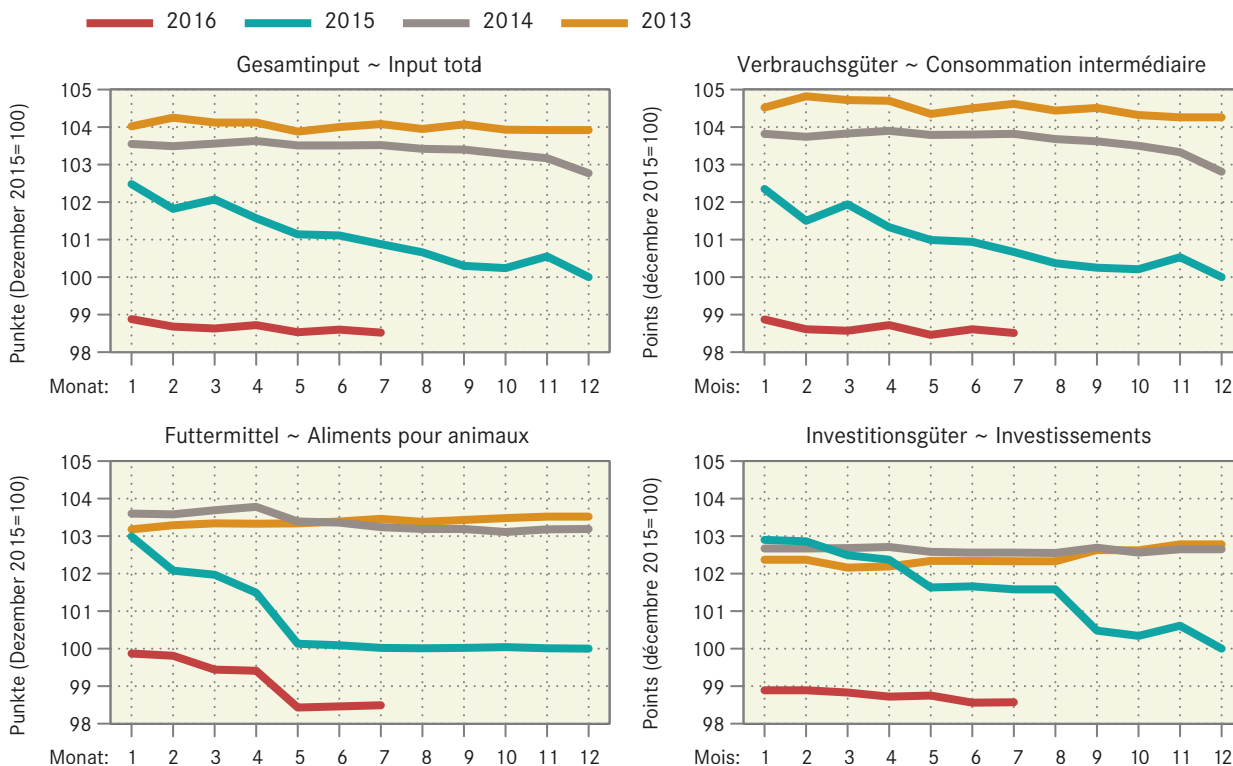 2016 2015 2014 2013
Gesamtinput ~ Input total
Punkte (Dezember 2015=100)
105
104
103
102
101
100
99
98
Monat: 1 2 3 4 5 6 7 8 9 10 11 12
Verbrauchsgüter ~ Consommation intermédiaire
Points (décembre 2015=100)
105
104
103
102
101
100
99
98
Mois: 1 2 3 4 5 6 7 8 9 10 11 12
Futtermittel ~ Aliments pour animaux
Punkte (Dezember 2015=100)
105
104
103
102
101
100
99
98
Monat: 1 2 3 4 5 6 7 8 9 10 11 12
Investitionsgüter ~ Investissements
Points (décembre 2015=100)
105
104
103
102
101
100
99
98
Mois: 1 2 3 4 5 6 7 8 9 10 11 12